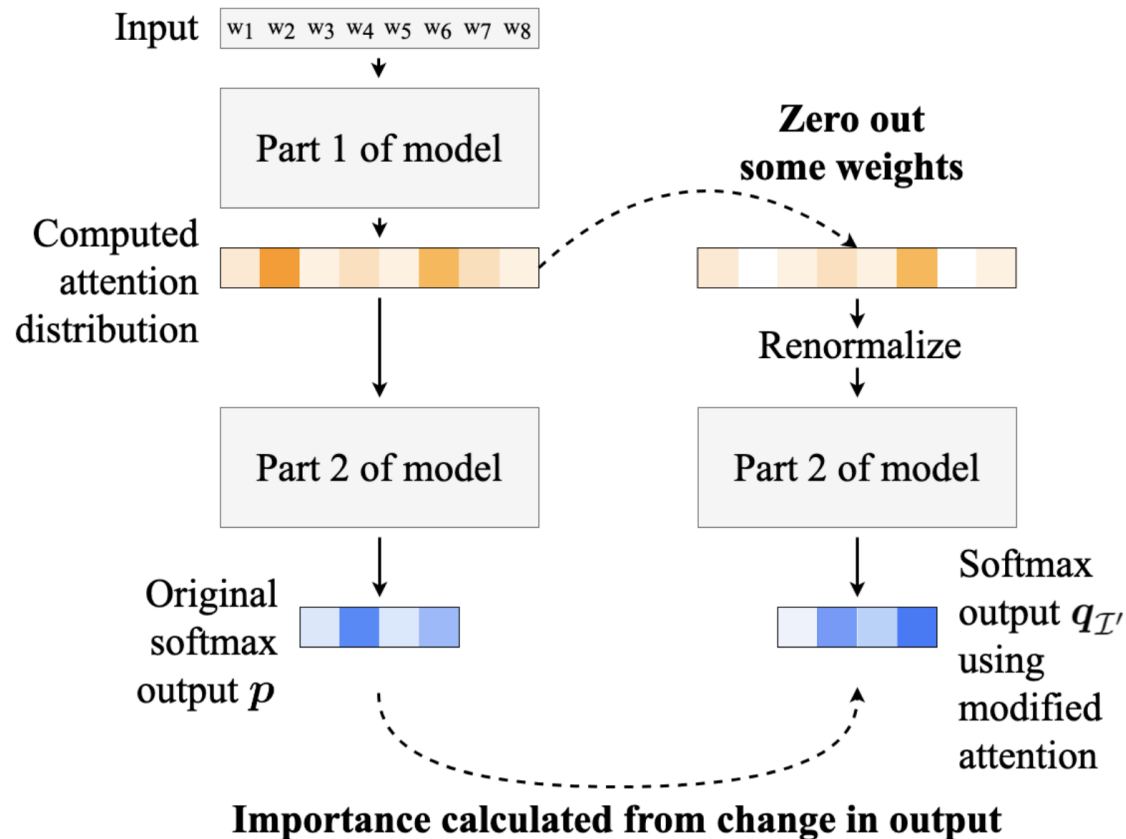 Input
w1 w2 w3 w4 w5 w6 w7 w8
Part 1 of model
Zero out
some weights
Computed
attention
distribution
Renormalize
Part 2 of model
Part 2 of model
Original
softmax
output p
Softmax
output q_I′
using
modified
attention
Importance calculated from change in output